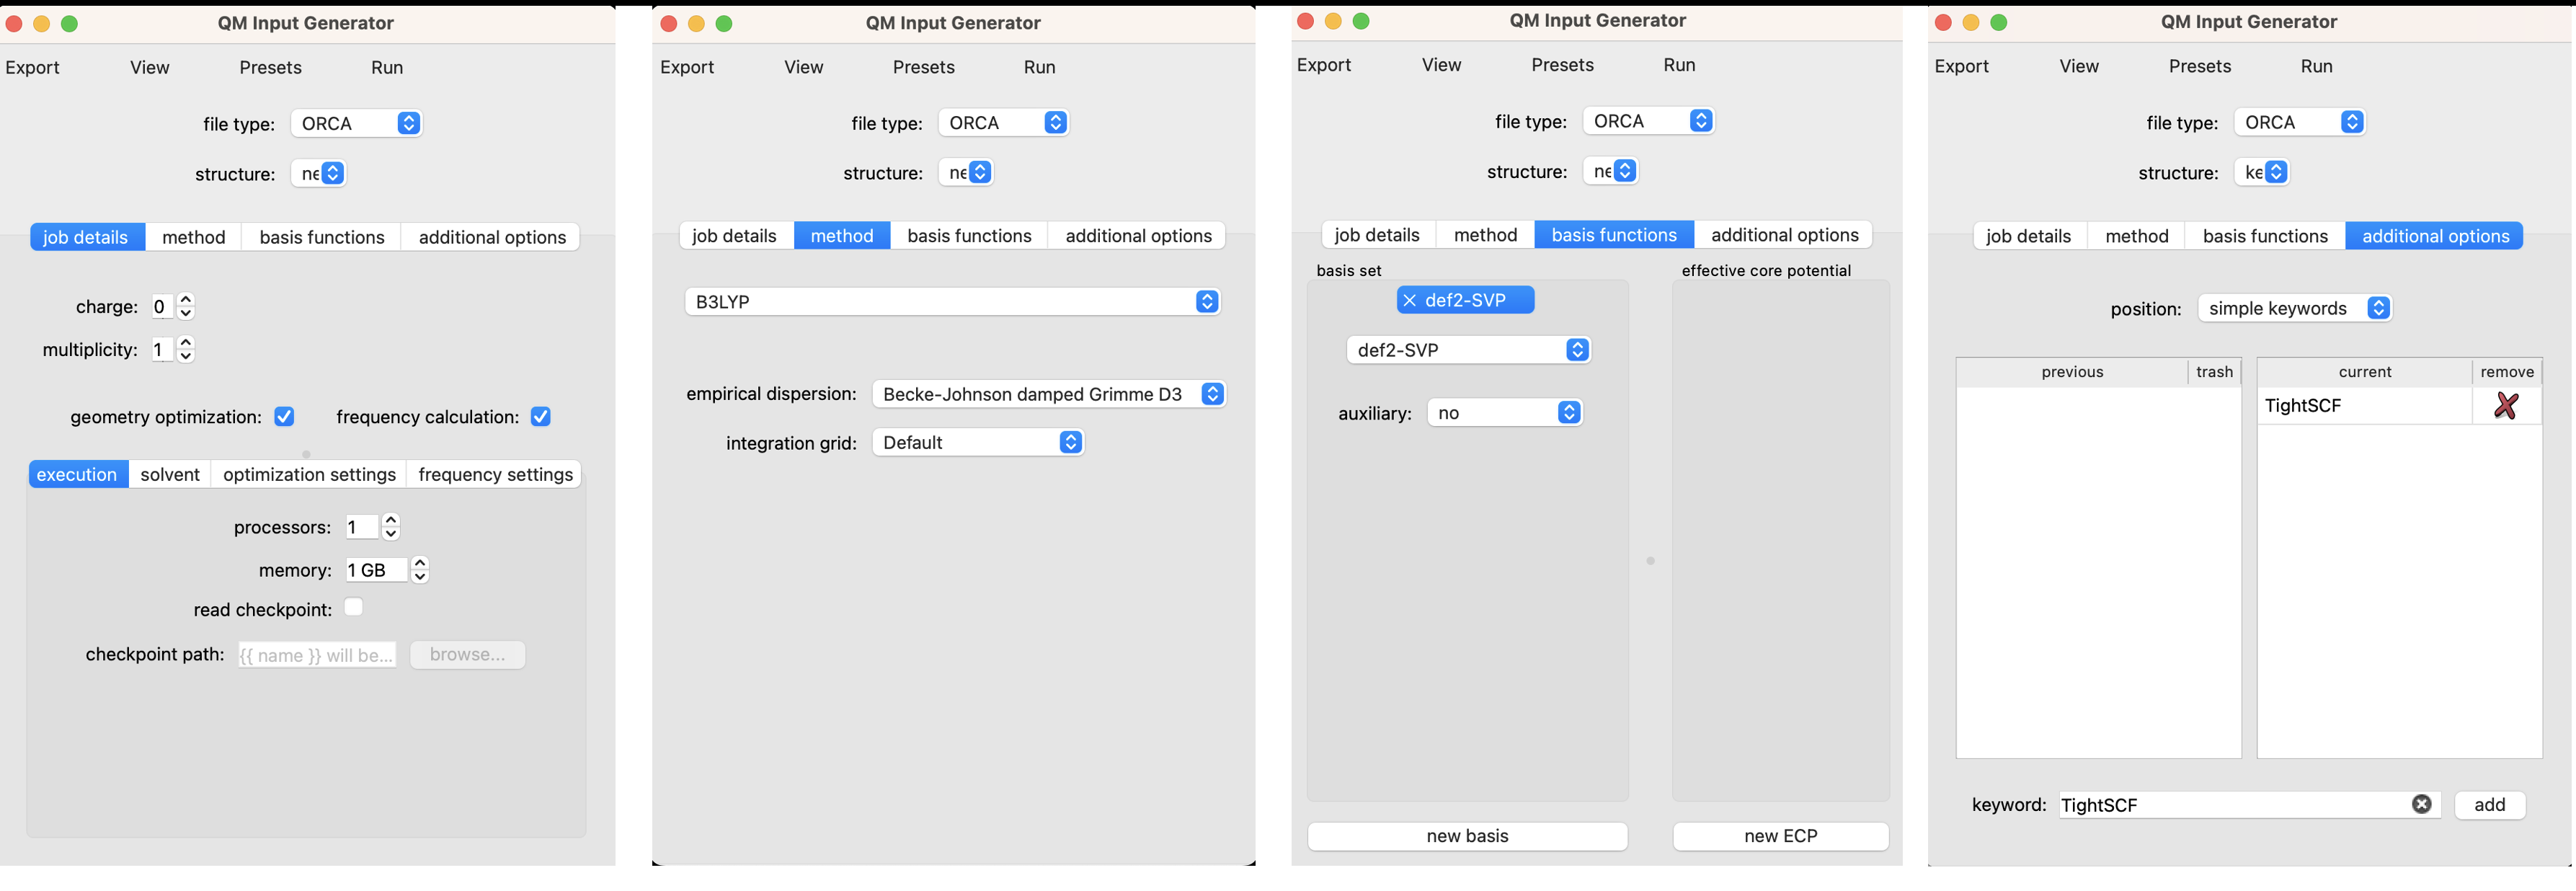 QM Input Generator
Export View Presets Run
file type: ORCA
structure: ne
job details method basis functions additional options
charge: 0
multiplicity: 1
geometry optimization: frequency calculation:
execution solvent optimization settings frequency settings
processors: 1
memory: 1 GB
read checkpoint:
checkpoint path: {{ name }} will be... browse...
QM Input Generator
Export View Presets Run
file type: ORCA
structure: ne
job details method basis functions additional options
B3LYP
empirical dispersion: Becke-Johnson damped Grimme D3
integration grid: Default
QM Input Generator
Export View Presets Run
file type: ORCA
structure: ne
job details method basis functions additional options
basis set effective core potential
× def2-SVP
def2-SVP
auxiliary: no
new basis new ECP
QM Input Generator
Export View Presets Run
file type: ORCA
structure: ke
job details method basis functions additional options
position: simple keywords
previous trash current remove
TightSCF
keyword: TightSCF add